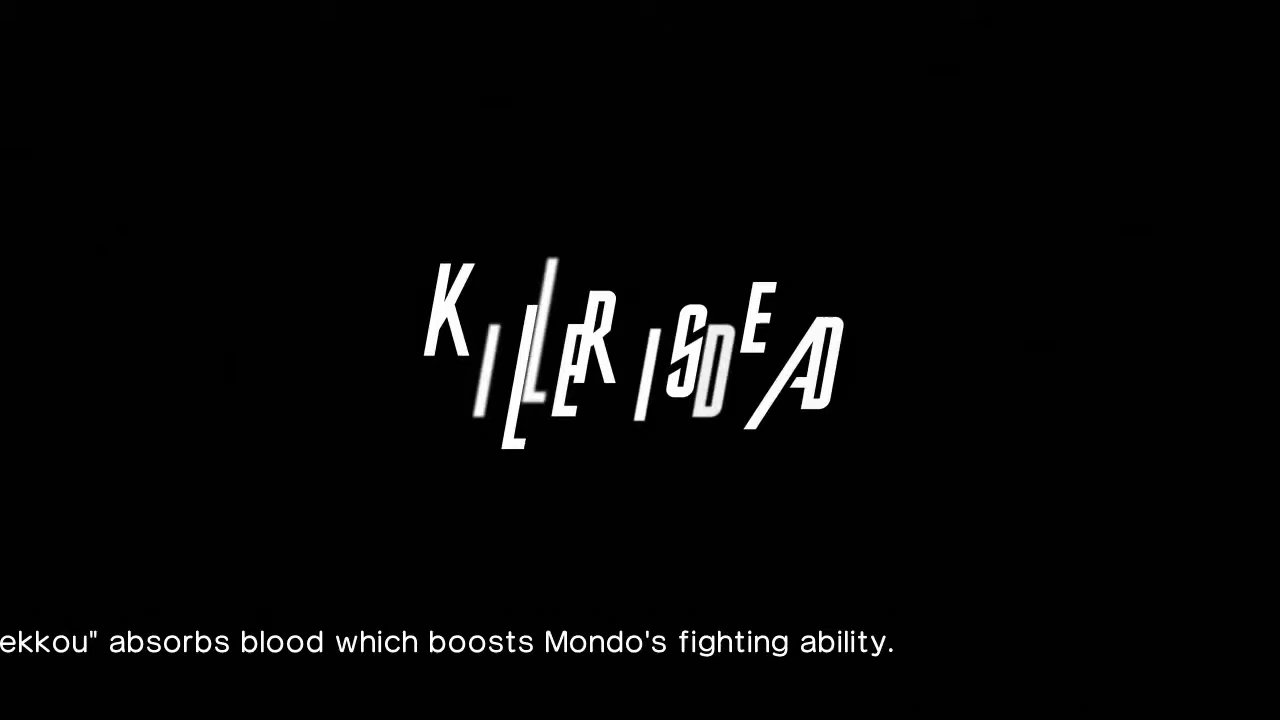 KILLER IS DEAD
ekkou" absorbs blood which boosts Mondo's fighting ability.